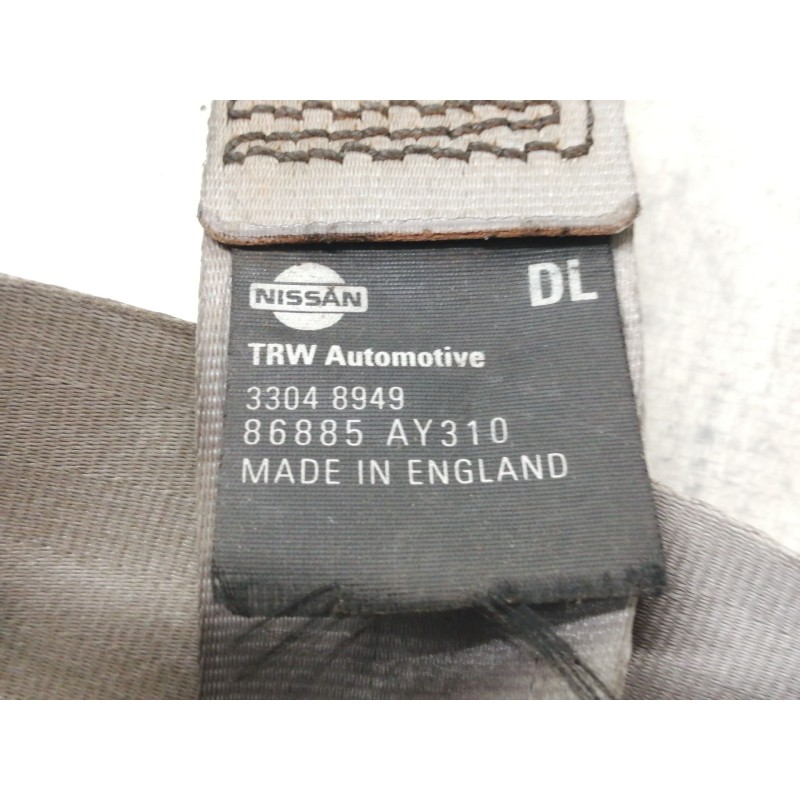 NISSAN
DL
TRW Automotive
3304 8949
86885 AY310
MADE IN ENGLAND